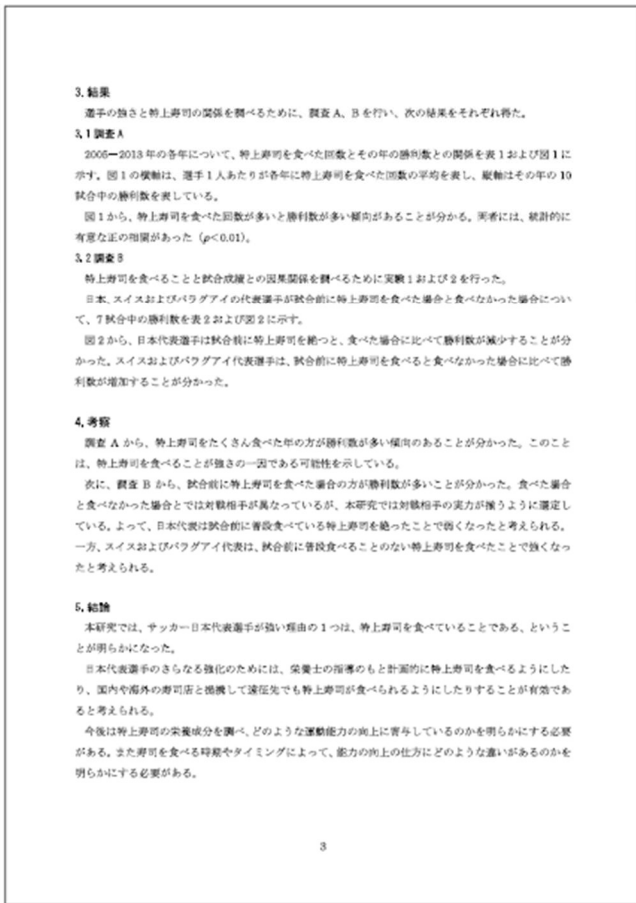 3. 結果
選手の強さと特上寿司の関係を調べるために、調査 A、B を行い、次の結果をそれぞれ得た。
3.1 調査 A
2005ー2013 年の各年について、特上寿司を食べた回数とその年の勝利数との関係を表 1 および図 1 に
示す。図 1 の横軸は、選手 1 人あたりが各年に特上寿司を食べた回数の平均を表し、縦軸はその年の 10
試合中の勝利数を表している。
図 1 から、特上寿司を食べた回数が多いと勝利数が多い傾向があることが分かる。両者には、統計的に
有意な正の相関があった（p<0.01）。
3.2 調査 B
特上寿司を食べることと試合成績との因果関係を調べるために実験 1 および 2 を行った。
日本、スイスおよびパラグアイの代表選手が試合前に特上寿司を食べた場合と食べなかった場合につい
て、7 試合中の勝利数を表 2 および図 2 に示す。
図 2 から、日本代表選手は試合前に特上寿司を絶つと、食べた場合に比べて勝利数が減少することが分
かった。スイスおよびパラグアイ代表選手は、試合前に特上寿司を食べると食べなかった場合に比べて勝
利数が増加することが分かった。
4. 考察
調査 A から、特上寿司をたくさん食べた年の方が勝利数が多い傾向のあることが分かった。このこと
は、特上寿司を食べることが強さの一因である可能性を示している。
次に、調査 B から、試合前に特上寿司を食べた場合の方が勝利数が多いことが分かった。食べた場合
と食べなかった場合とでは対戦相手が異なっているが、本研究では対戦相手の実力が揃うように選定し
ている。よって、日本代表は試合前に普段食べている特上寿司を絶ったことで弱くなったと考えられる。
一方、スイスおよびパラグアイ代表は、試合前に普段食べることのない特上寿司を食べたことで強くなっ
たと考えられる。
5. 結論
本研究では、サッカー日本代表選手が強い理由の 1 つは、特上寿司を食べていることである、というこ
とが明らかになった。
日本代表選手のさらなる強化のためには、栄養士の指導のもと計画的に特上寿司を食べるようにした
り、国内や海外の寿司店と提携して遠征先でも特上寿司が食べられるようにしたりすることが有効であ
ると考えられる。
今後は特上寿司の栄養成分を調べ、どのような運動能力の向上に寄与しているのかを明らかにする必要
がある。また寿司を食べる時期やタイミングによって、能力の向上の仕方にどのような違いがあるのかを
明らかにする必要がある。
3